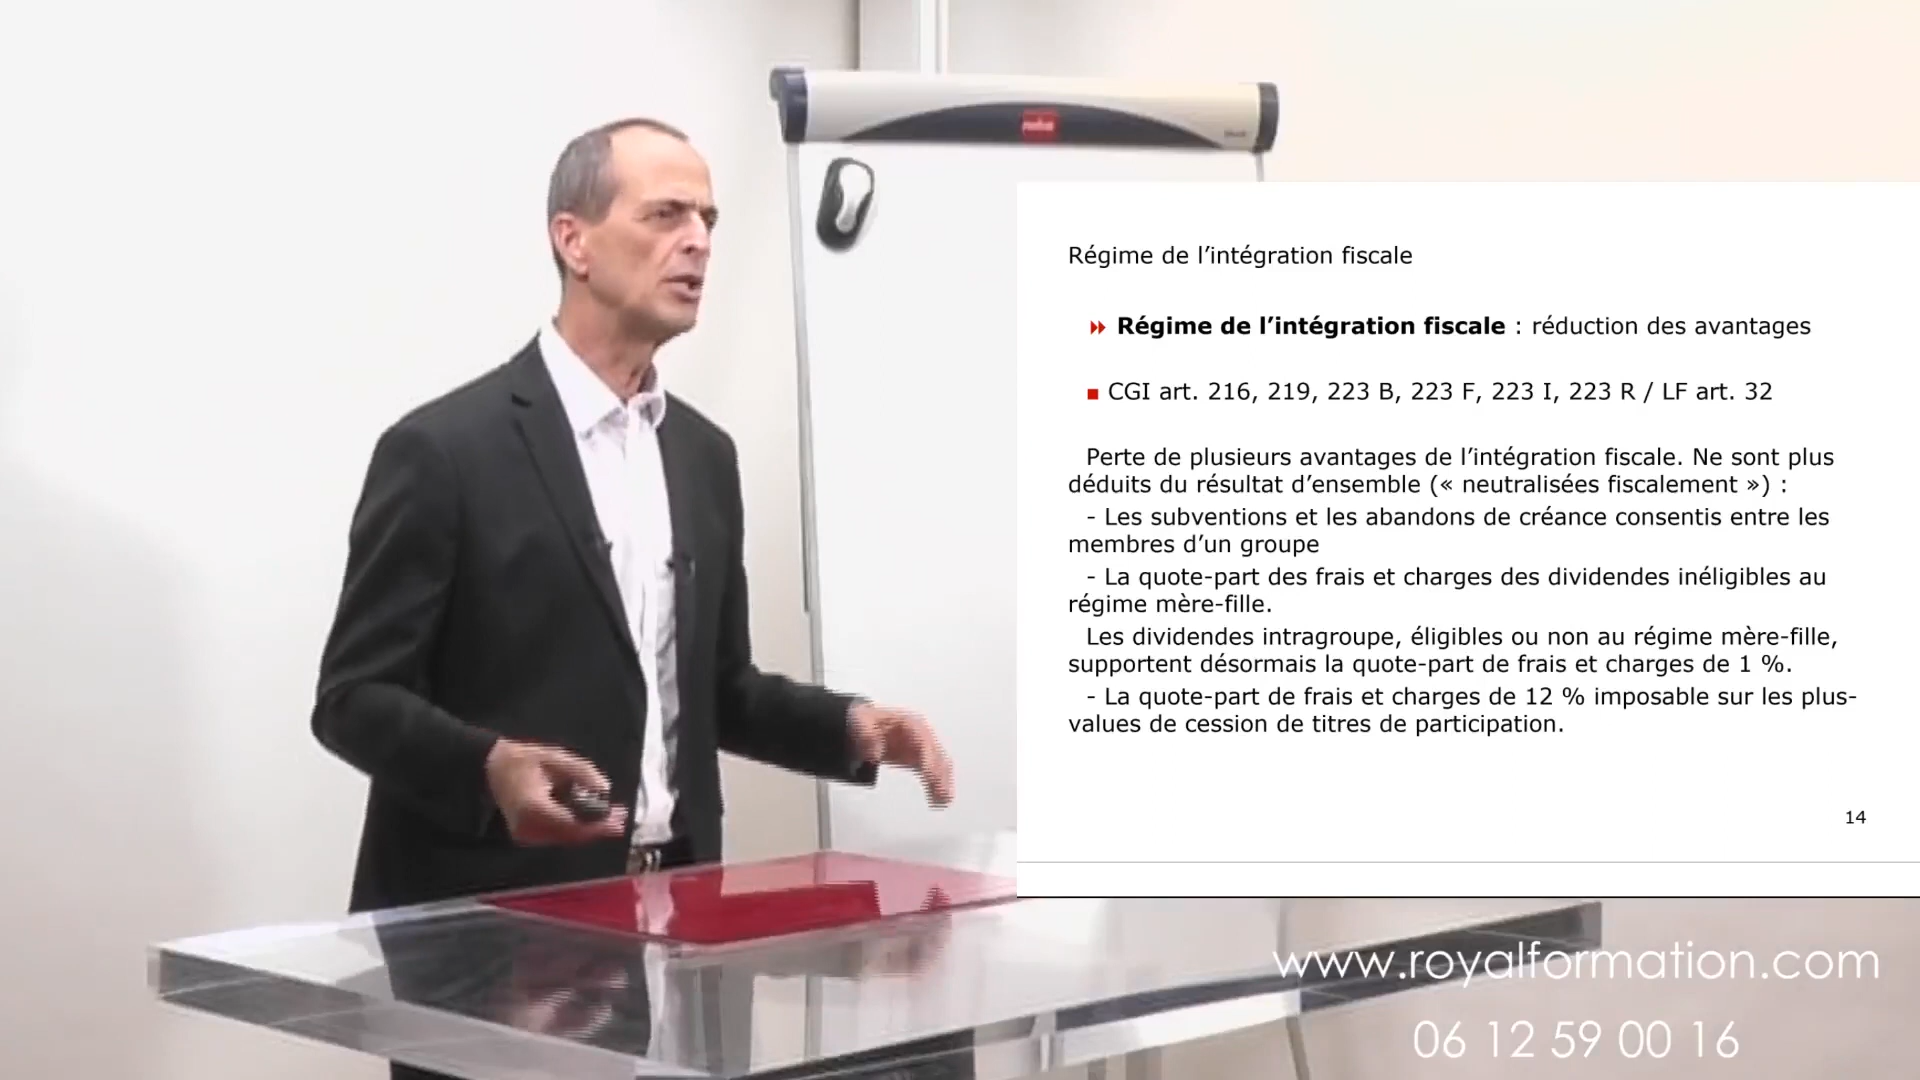 Régime de l’intégration fiscale
Régime de l’intégration fiscale : réduction des avantages
CGI art. 216, 219, 223 B, 223 F, 223 I, 223 R / LF art. 32
Perte de plusieurs avantages de l’intégration fiscale. Ne sont plus
déduits du résultat d’ensemble (« neutralisées fiscalement ») :
- Les subventions et les abandons de créance consentis entre les
membres d’un groupe
- La quote-part des frais et charges des dividendes inéligibles au
régime mère-fille.
Les dividendes intragroupe, éligibles ou non au régime mère-fille,
supportent désormais la quote-part de frais et charges de 1 %.
- La quote-part de frais et charges de 12 % imposable sur les plus-
values de cession de titres de participation.
14
www.royalformation.com
06 12 59 00 16